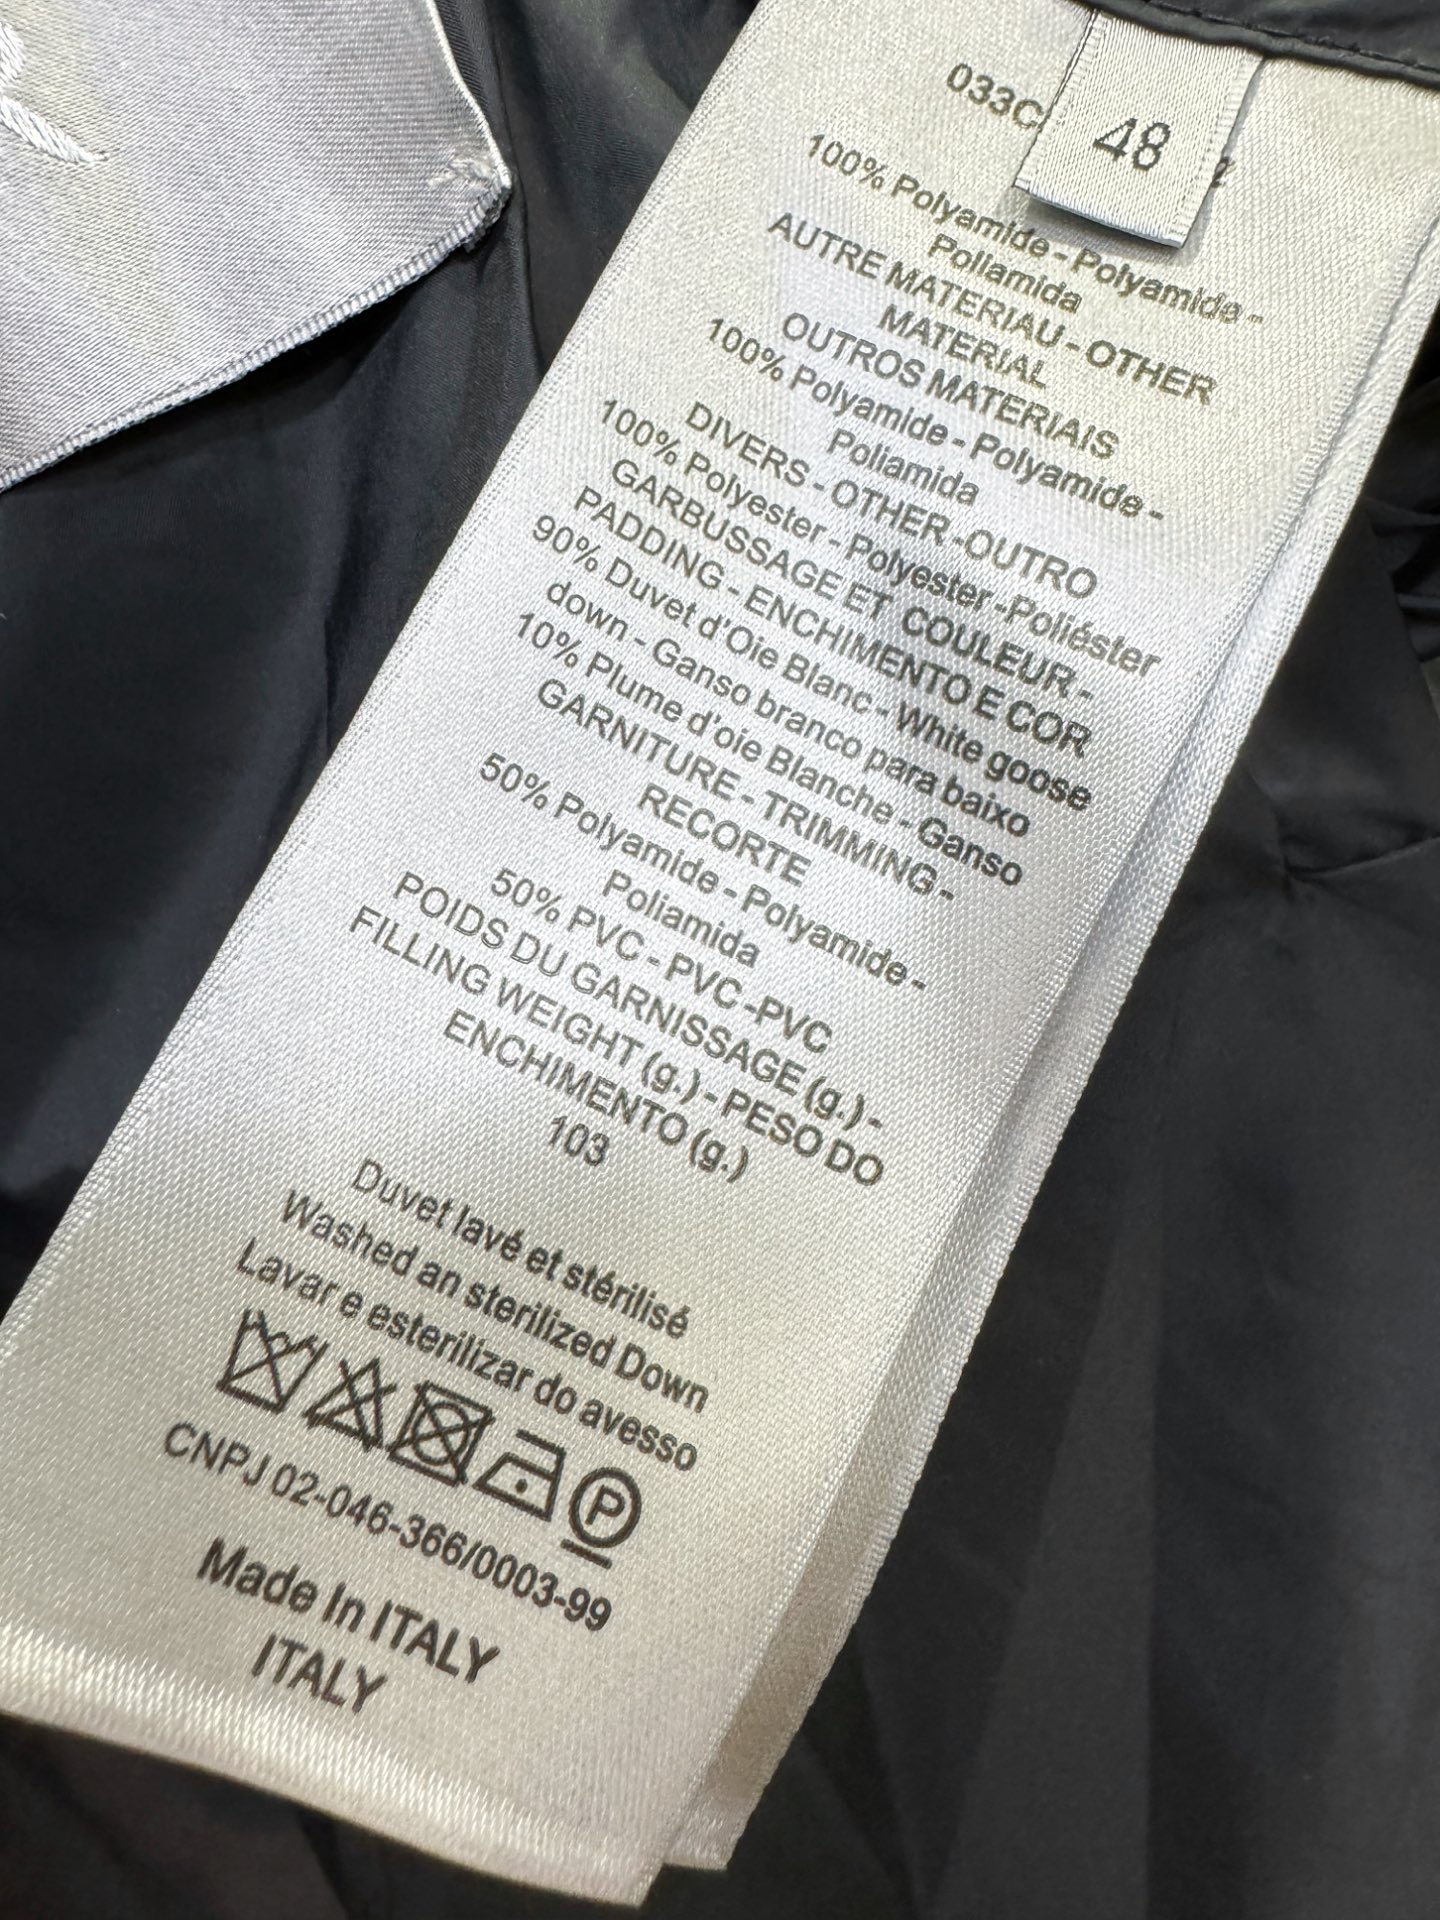 033C
48
100% Polyamide - Polyamide -
Poliamida
AUTRE MATERIAU - OTHER
MATERIAL
OUTROS MATERIAIS
100% Polyamide - Polyamide -
Poliamida
DIVERS - OTHER -OUTRO
100% Polyester - Polyester -Poliéster
GARBUSSAGE ET COULEUR -
PADDING - ENCHIMENTO E COR
90% Duvet d'Oie Blanc - White goose
down - Ganso branco para baixo
10% Plume d'oie Blanche - Ganso
GARNITURE - TRIMMING -
RECORTE
50% Polyamide - Polyamide -
Poliamida
50% PVC - PVC -PVC
POIDS DU GARNISSAGE (g.) -
FILLING WEIGHT (g.) - PESO DO
ENCHIMENTO (g.)
103
Duvet lavé et stérilisé
Washed an sterilized Down
Lavar e esterilizar do avesso
P
CNPJ 02-046-366/0003-99
Made In ITALY
ITALY